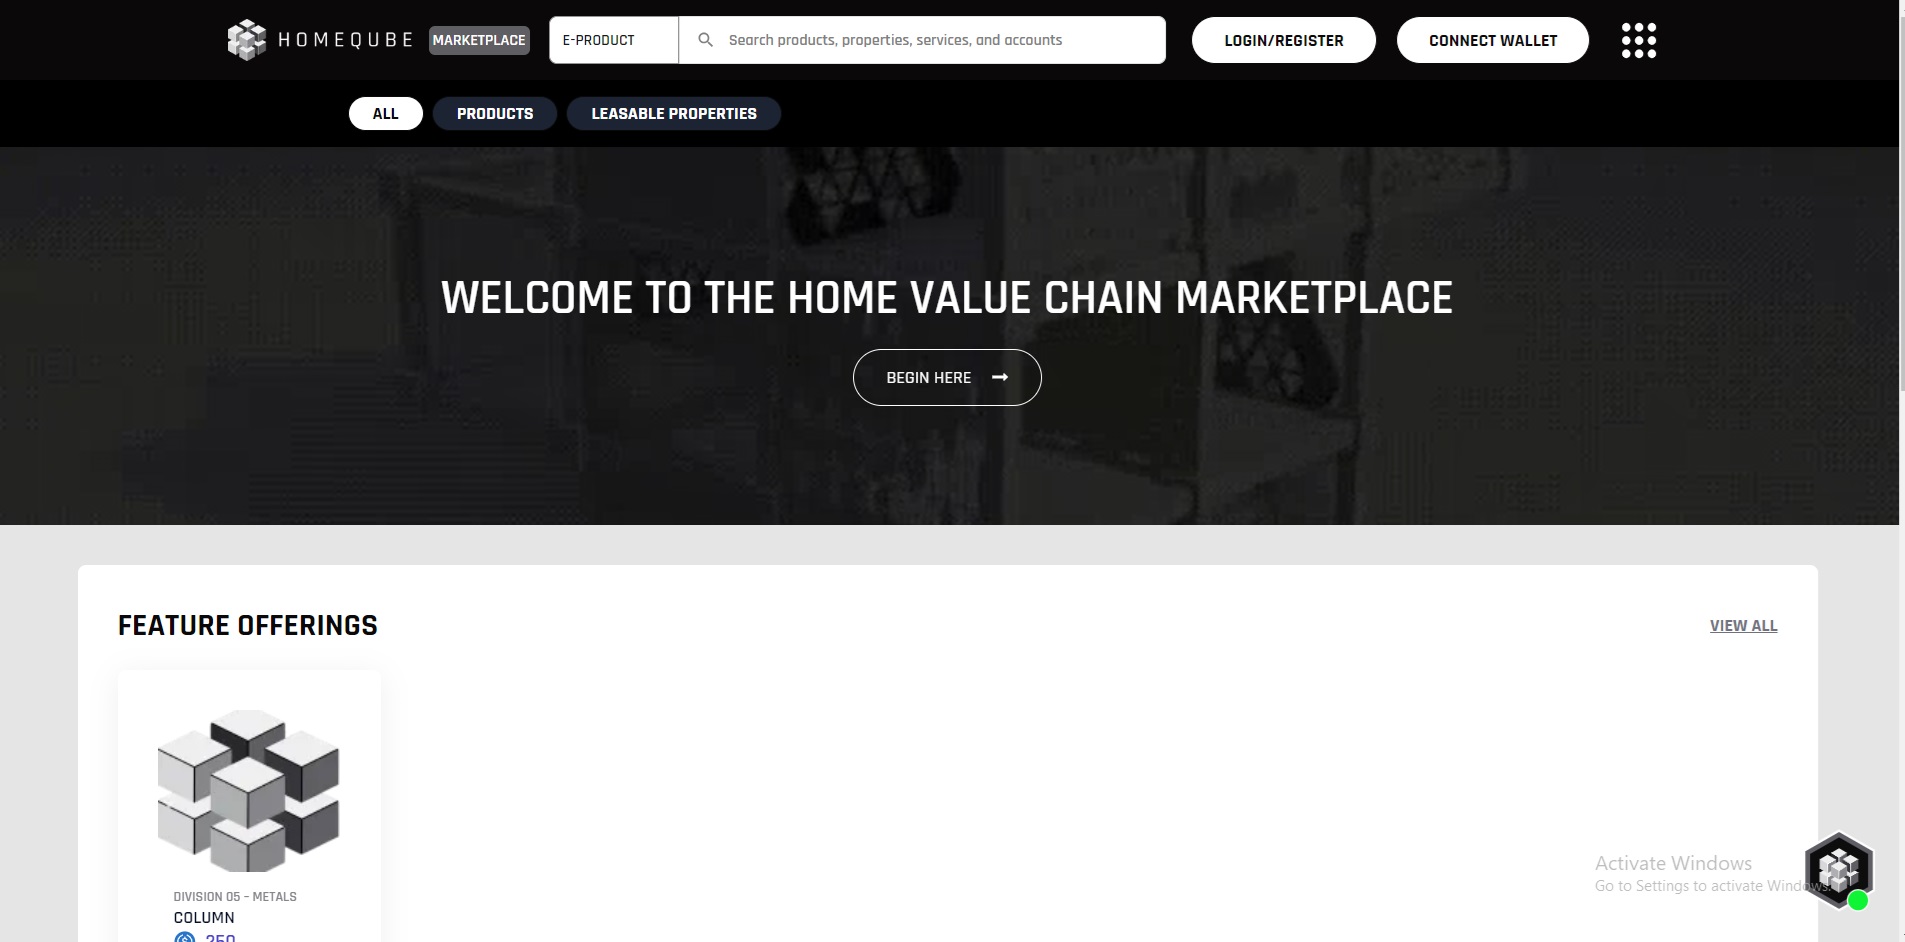 HOMEQUBE MARKETPLACE E-PRODUCT Search products, properties, services, and accounts LOGIN/REGISTER CONNECT WALLET
ALL PRODUCTS LEASABLE PROPERTIES
WELCOME TO THE HOME VALUE CHAIN MARKETPLACE
BEGIN HERE
FEATURE OFFERINGS VIEW ALL
DIVISION 05 - METALS
COLUMN
250
Activate Windows
Go to Settings to activate Windows.